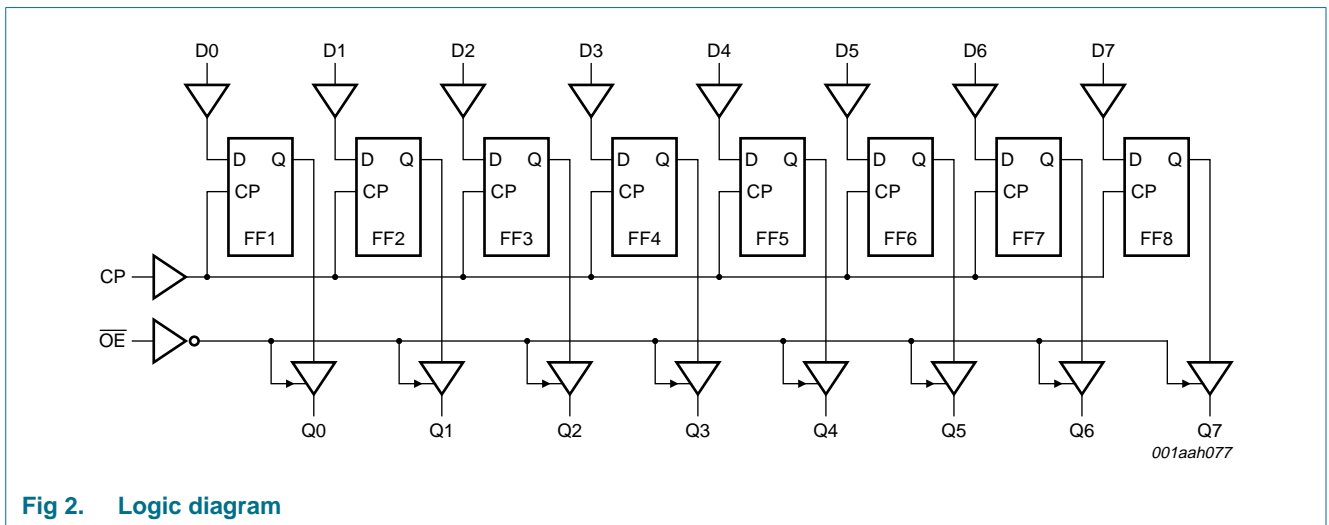 D0 D1 D2 D3 D4 D5 D6 D7
D Q D Q D Q D Q D Q D Q D Q D Q
CP CP CP CP CP CP CP CP
FF1 FF2 FF3 FF4 FF5 FF6 FF7 FF8
CP
O̅E̅
Q0 Q1 Q2 Q3 Q4 Q5 Q6 Q7
001aah077
Fig 2. Logic diagram